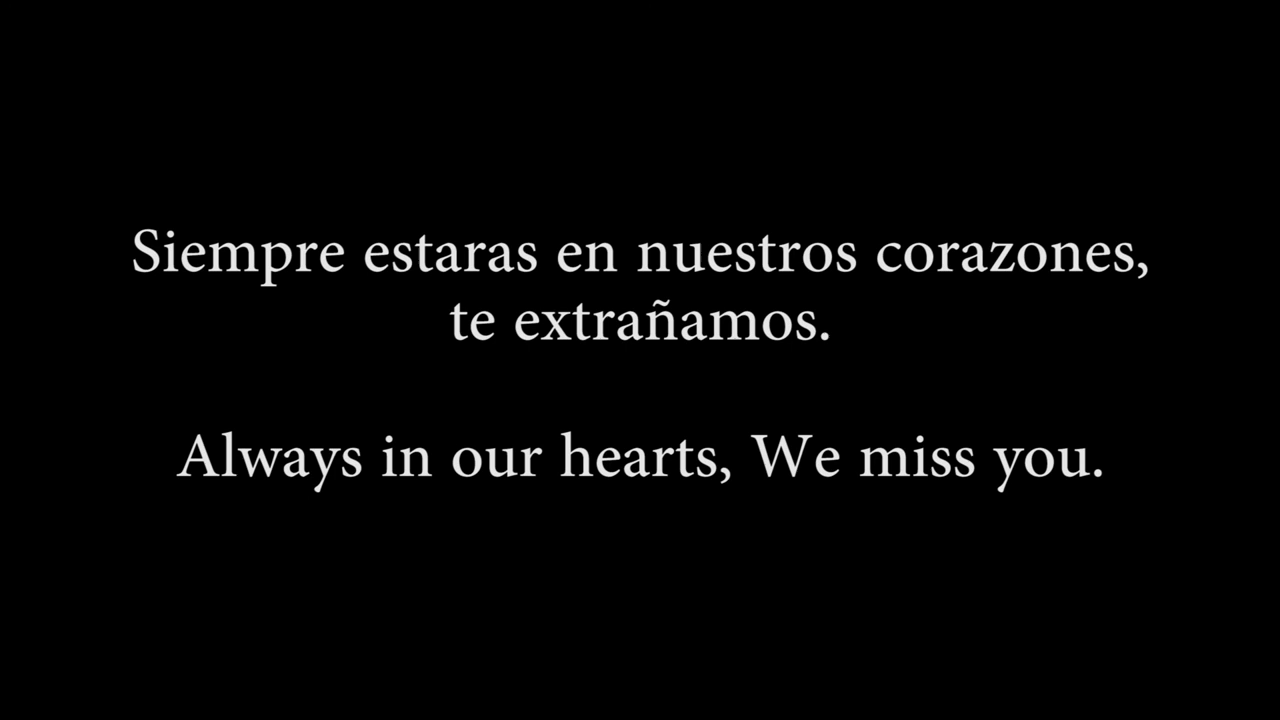 Siempre estaras en nuestros corazones,
te extrañamos.
Always in our hearts, We miss you.